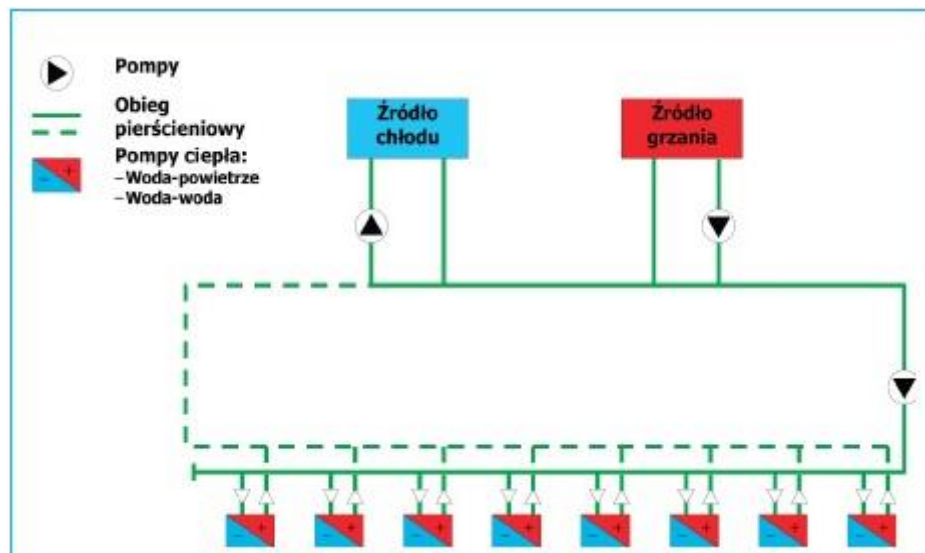 Pompy
Obieg
pierścieniowy
Pompy ciepła:
–Woda-powietrze
–Woda-woda
Źródło
chłodu
Źródło
grzania
– +
– +
– +
– +
– +
– +
– +
– +
– +